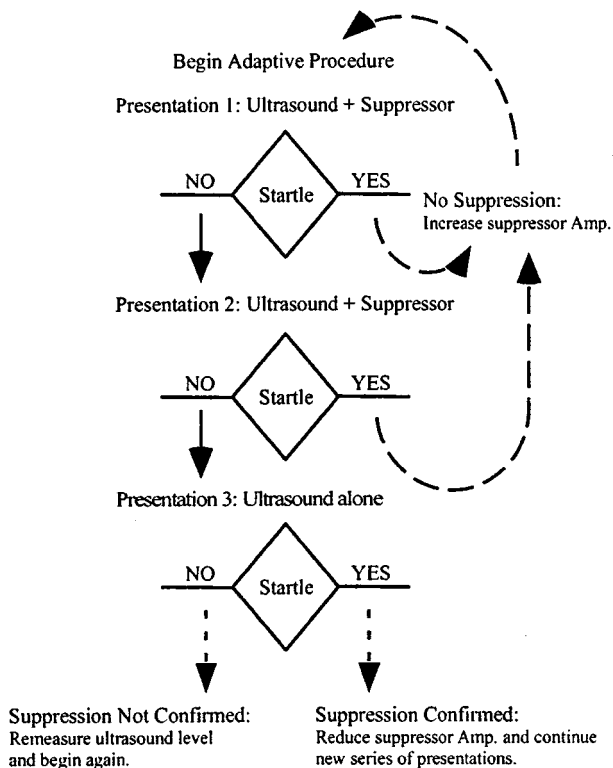 Begin Adaptive Procedure
Presentation 1: Ultrasound + Suppressor
NO
Startle
YES
No Suppression:
Increase suppressor Amp.
Presentation 2: Ultrasound + Suppressor
NO
Startle
YES
Presentation 3: Ultrasound alone
NO
Startle
YES
Suppression Not Confirmed:
Remeasure ultrasound level
and begin again.
Suppression Confirmed:
Reduce suppressor Amp. and continue
new series of presentations.